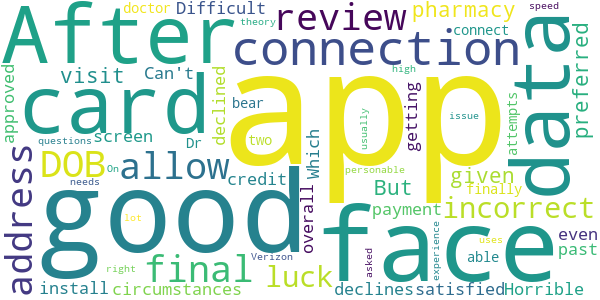 After
app
good
face
card
data
connection
final
review
allow
address
DOB
incorrect
luck
visit
Can't
credit
screen
given
But
pharmacy
preferred
payment
install
circumstances
declines
satisfied
Horrible
even
past
able
Difficult
doctor
connect
theory
speed
high
bear
Dr
two
declined
approved
getting
Which
overall
attempts
issue
usually
personable
finally
uses
experience
asked
Verizon
right
On
needs
questions
lot